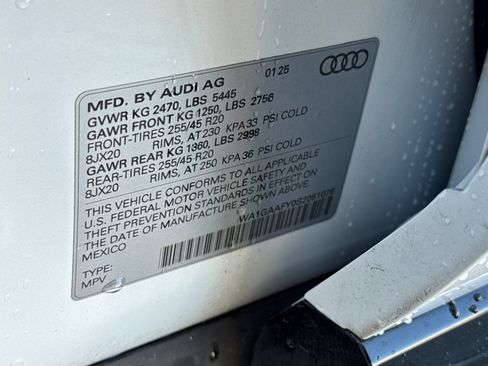 MFD. BY AUDI AG 01 25
GVWR KG 2470, LBS 5445
GAWR FRONT KG 1250, LBS 2756
FRONT-TIRES 255/45 R20
8JX20 RIMS, AT 230 KPA 33 PSI COLD
GAWR REAR KG 1360, LBS 2998
REAR-TIRES 255/45 R20
8JX20 RIMS, AT 250 KPA 36 PSI COLD
THIS VEHICLE CONFORMS TO ALL APPLICABLE
U.S. FEDERAL MOTOR VEHICLE SAFETY AND
THEFT PREVENTION STANDARDS IN EFFECT ON
THE DATE OF MANUFACTURE SHOWN ABOVE.
MEXICO
TYPE:
MPV